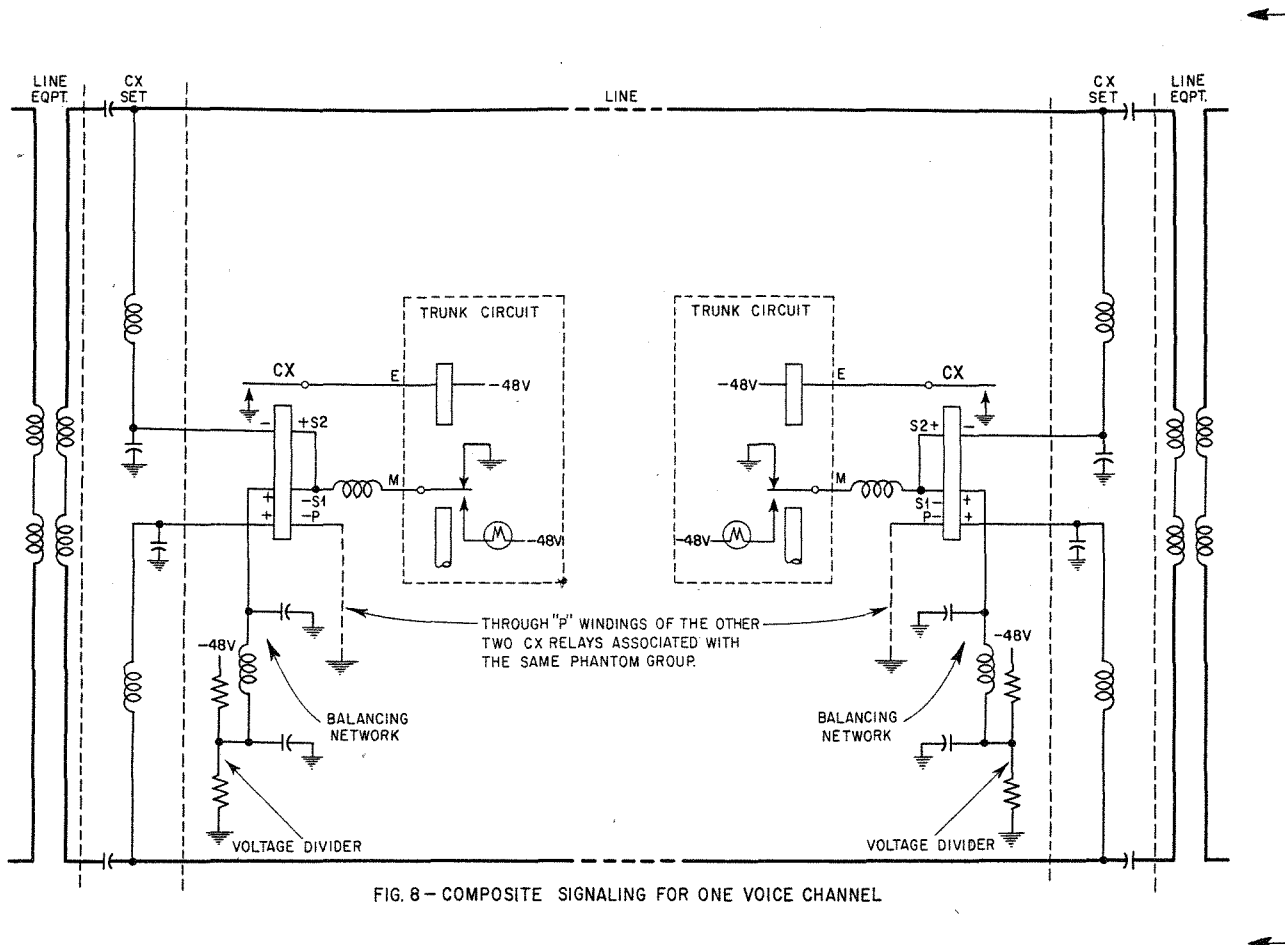 LINE EQPT.
CX SET
LINE
CX SET
LINE EQPT.
TRUNK CIRCUIT
TRUNK CIRCUIT
CX
E
-48V
-48V
E
CX
- +S2
S2+ -
M
M
+ -S1
S1- +
+ -P
P- +
-48V
-48V
THROUGH "P" WINDINGS OF THE OTHER
TWO CX RELAYS ASSOCIATED WITH
THE SAME PHANTOM GROUP.
-48V
-48V
BALANCING
NETWORK
BALANCING
NETWORK
VOLTAGE DIVIDER
VOLTAGE DIVIDER
FIG. 8 – COMPOSITE SIGNALING FOR ONE VOICE CHANNEL